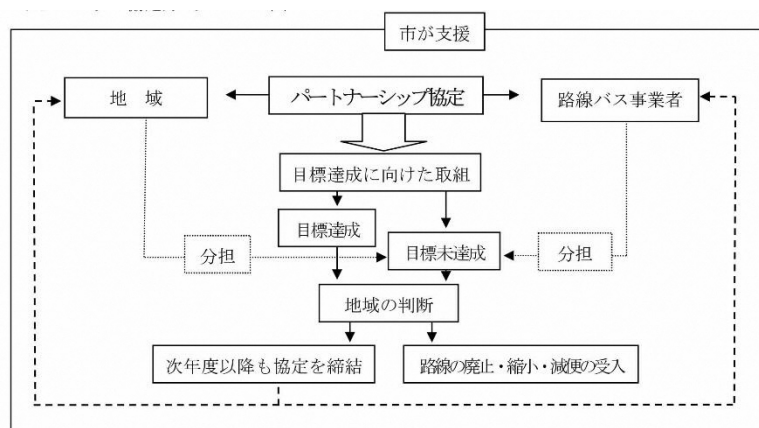 市が支援
地　域
パートナーシップ協定
路線バス事業者
目標達成に向けた取組
目標達成
分担
目標未達成
分担
地域の判断
次年度以降も協定を締結
路線の廃止・縮小・減便の受入